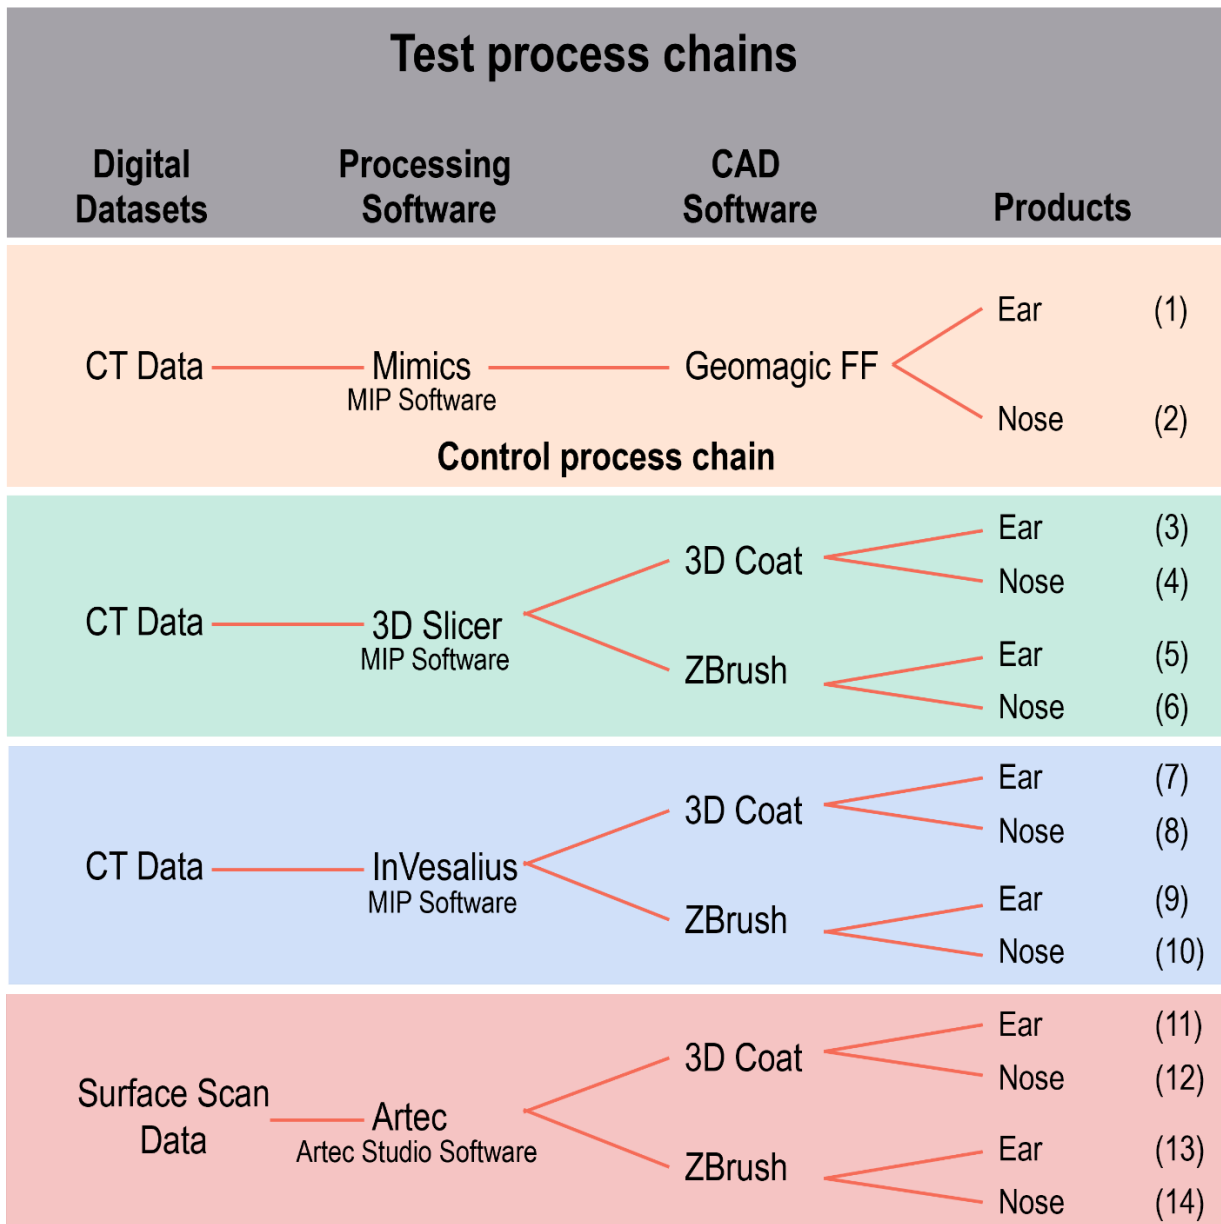 Test process chains
Digital Datasets
Processing Software
CAD Software
Products
CT Data
Mimics
MIP Software
Geomagic FF
Ear (1)
Nose (2)
Control process chain
CT Data
3D Slicer
MIP Software
3D Coat
Ear (3)
Nose (4)
ZBrush
Ear (5)
Nose (6)
CT Data
InVesalius
MIP Software
3D Coat
Ear (7)
Nose (8)
ZBrush
Ear (9)
Nose (10)
Surface Scan
Data
Artec
Artec Studio Software
3D Coat
Ear (11)
Nose (12)
ZBrush
Ear (13)
Nose (14)